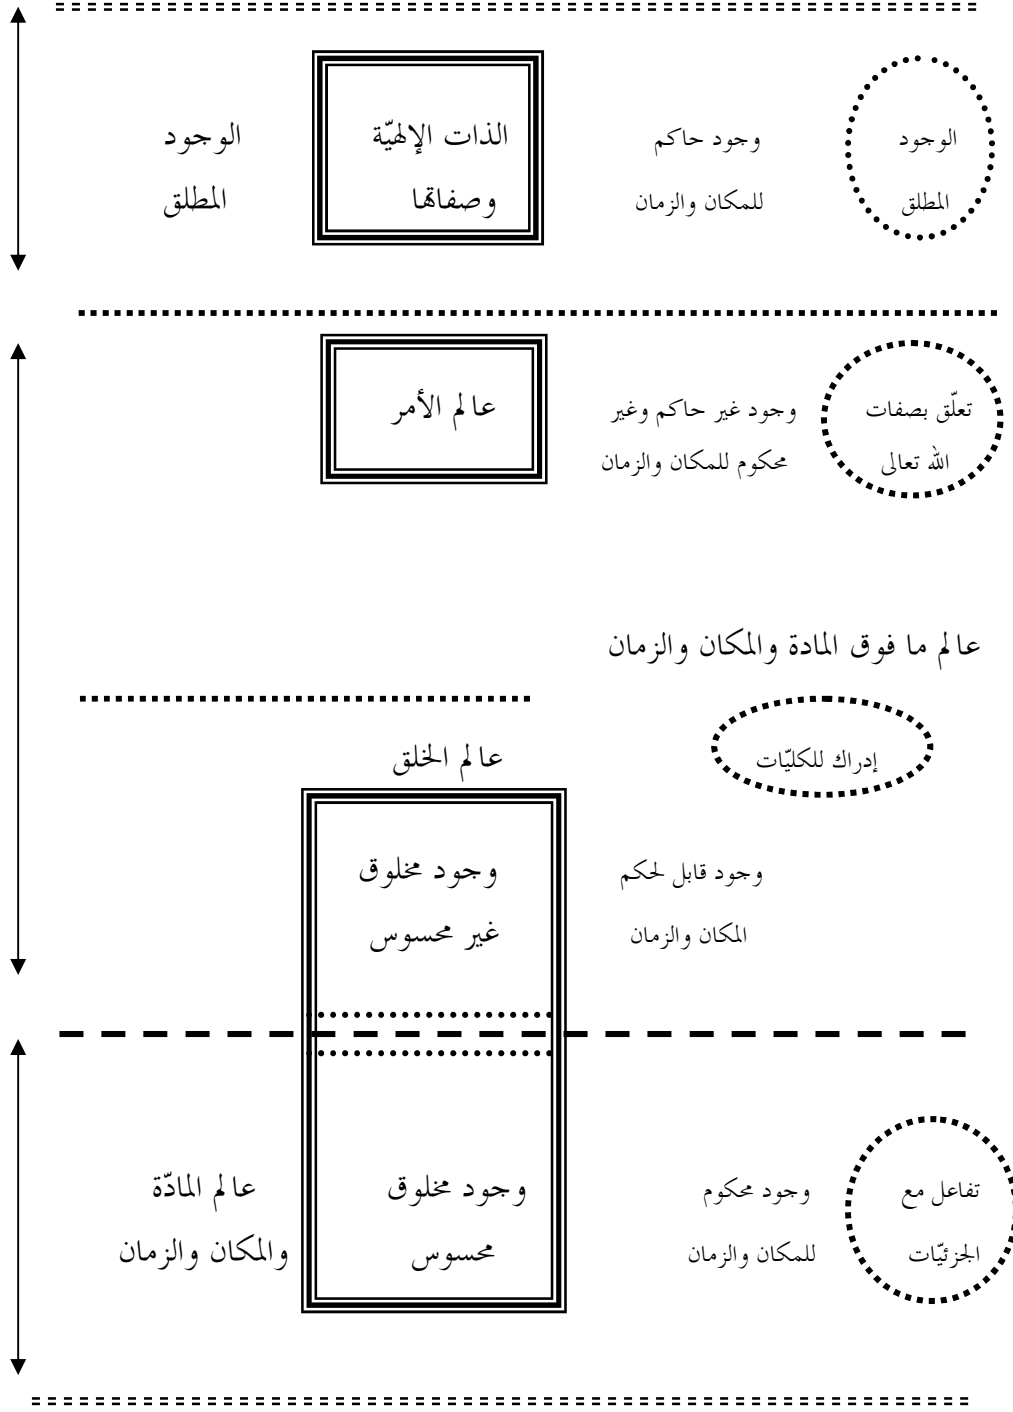 الوجود وجود حاكم الذات الإلهيّة الوجود
المطلق للمكان والزمان وصفاتها المطلق
تعلّق بصفات وجود غير حاكم وغير عالم الأمر
الله تعالى محكوم للمكان والزمان
عالم ما فوق المادة والمكان والزمان
إدراك للكليّات عالم الخلق
وجود قابل لحكم وجود مخلوق
المكان والزمان غير محسوس
تفاعل مع وجود محكوم وجود مخلوق عالم المادّة
الجزئيّات للمكان والزمان محسوس والمكان والزمان